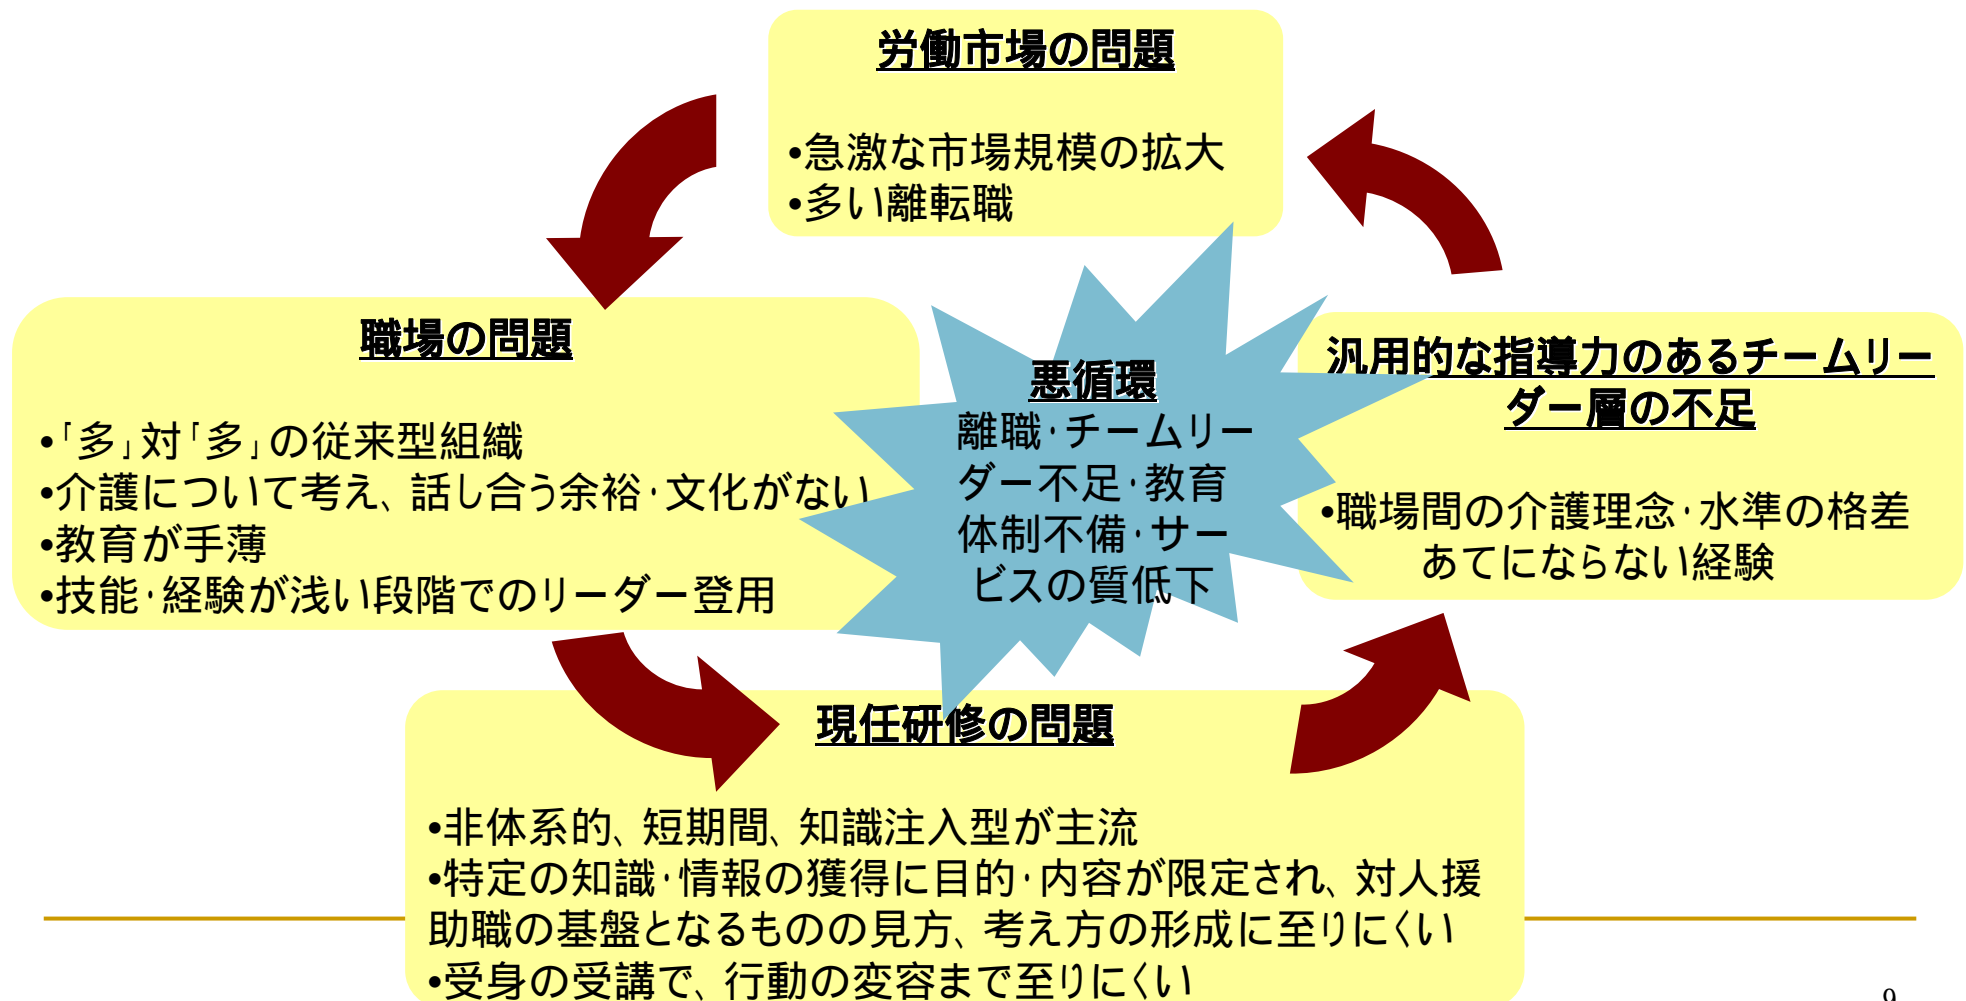 労働市場の問題
•急激な市場規模の拡大
•多い離転職
職場の問題
•「多」対「多」の従来型組織
•介護について考え、話し合う余裕・文化がない
•教育が手薄
•技能・経験が浅い段階でのリーダー登用
悪循環
離職・チームリー
ダー不足・教育
体制不備・サー
ビスの質低下
汎用的な指導力のあるチームリー
ダー層の不足
•職場間の介護理念・水準の格差
あてにならない経験
現任研修の問題
•非体系的、短期間、知識注入型が主流
•特定の知識・情報の獲得に目的・内容が限定され、対人援
助職の基盤となるものの見方、考え方の形成に至りにくい
•受身の受講で、行動の変容まで至りにくい
9